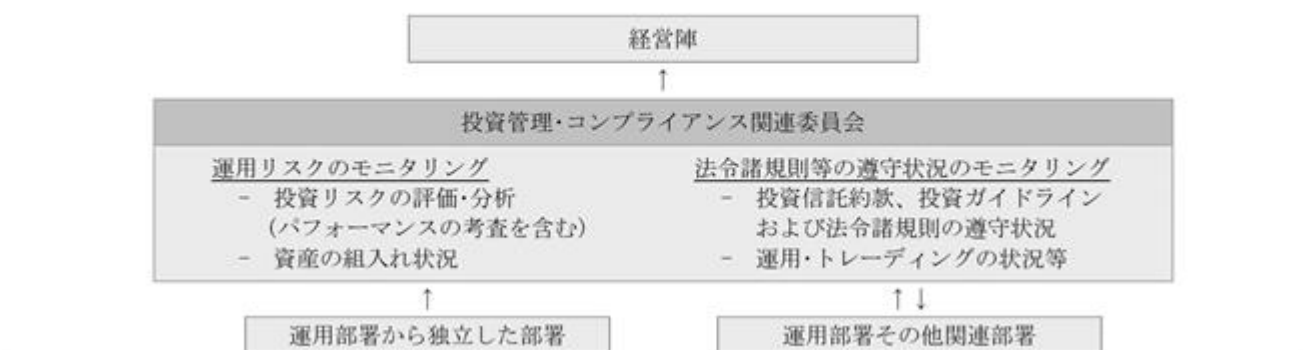 経営陣
↑
投資管理・コンプライアンス関連委員会
運用リスクのモニタリング
－ 投資リスクの評価・分析
（パフォーマンスの考査を含む）
－ 資産の組入れ状況
法令諸規則等の遵守状況のモニタリング
－ 投資信託約款、投資ガイドライン
および法令諸規則の遵守状況
－ 運用・トレーディングの状況等
↑
↑↓
運用部署から独立した部署
運用部署その他関連部署